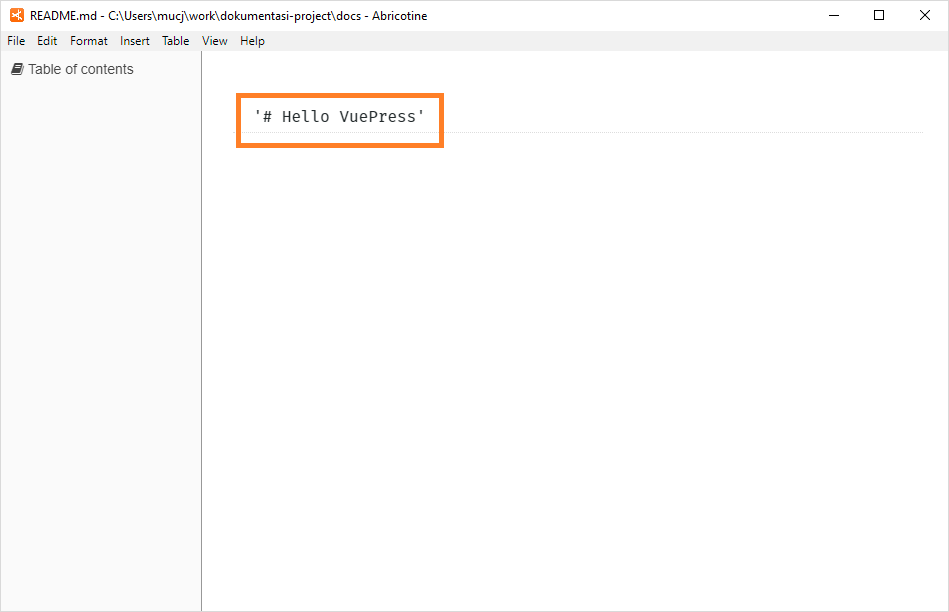 README.md - C:\Users\mucj\work\dokumentasi-project\docs - Abricotine
File Edit Format Insert Table View Help
Table of contents
'# Hello VuePress'